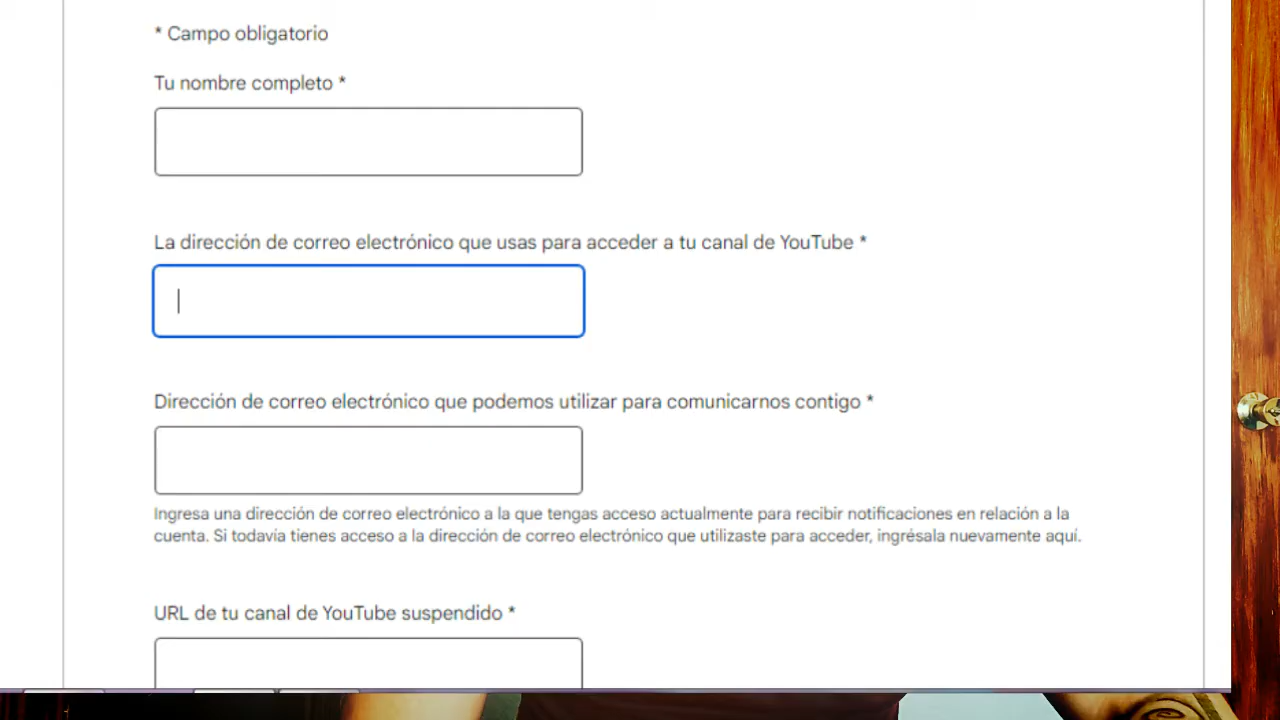 * Campo obligatorio
Tu nombre completo *
La dirección de correo electrónico que usas para acceder a tu canal de YouTube *
Dirección de correo electrónico que podemos utilizar para comunicarnos contigo *
Ingresa una dirección de correo electrónico a la que tengas acceso actualmente para recibir notificaciones en relación a la
cuenta. Si todavía tienes acceso a la dirección de correo electrónico que utilizaste para acceder, ingrésala nuevamente aquí.
URL de tu canal de YouTube suspendido *